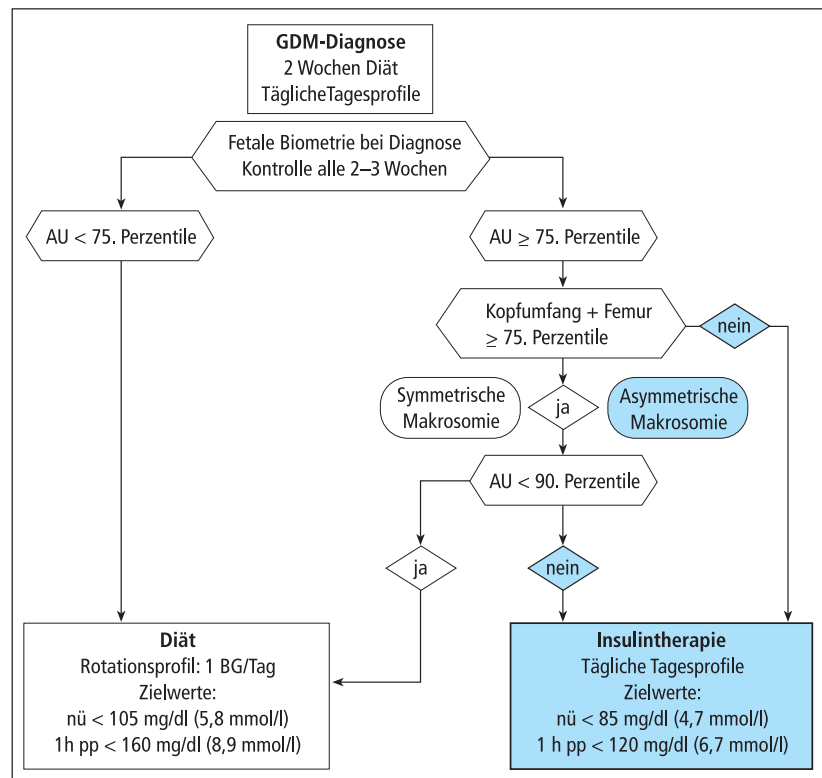 GDM-Diagnose
2 Wochen Diät
TäglicheTagesprofile
Fetale Biometrie bei Diagnose
Kontrolle alle 2–3 Wochen
AU < 75. Perzentile
AU ≥ 75. Perzentile
Kopfumfang + Femur
≥ 75. Perzentile
nein
Symmetrische
Makrosomie
ja
Asymmetrische
Makrosomie
AU < 90. Perzentile
ja
nein
Diät
Rotationsprofil: 1 BG/Tag
Zielwerte:
nü < 105 mg/dl (5,8 mmol/l)
1h pp < 160 mg/dl (8,9 mmol/l)
Insulintherapie
Tägliche Tagesprofile
Zielwerte:
nü < 85 mg/dl (4,7 mmol/l)
1 h pp < 120 mg/dl (6,7 mmol/l)